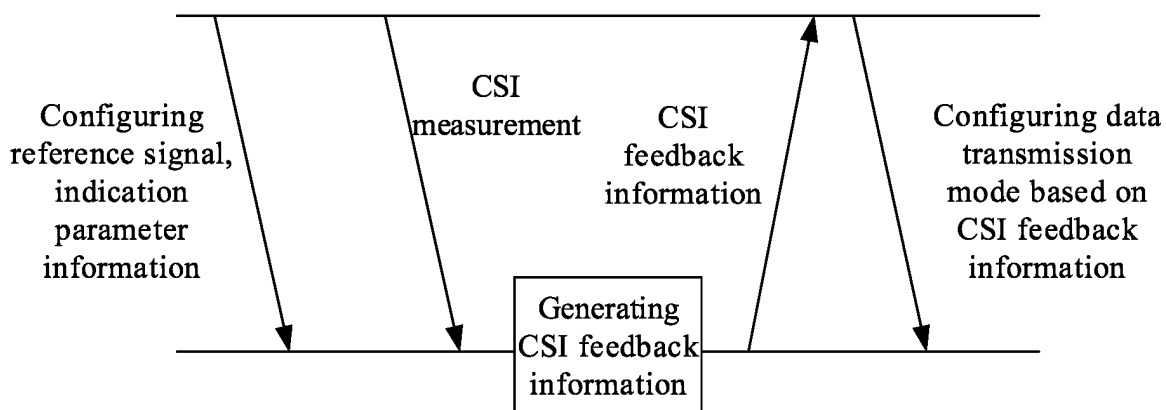 Configuring
reference signal,
indication
parameter
information
CSI
measurement
CSI
feedback
information
Configuring data
transmission
mode based on
CSI feedback
information
Generating
CSI feedback
information